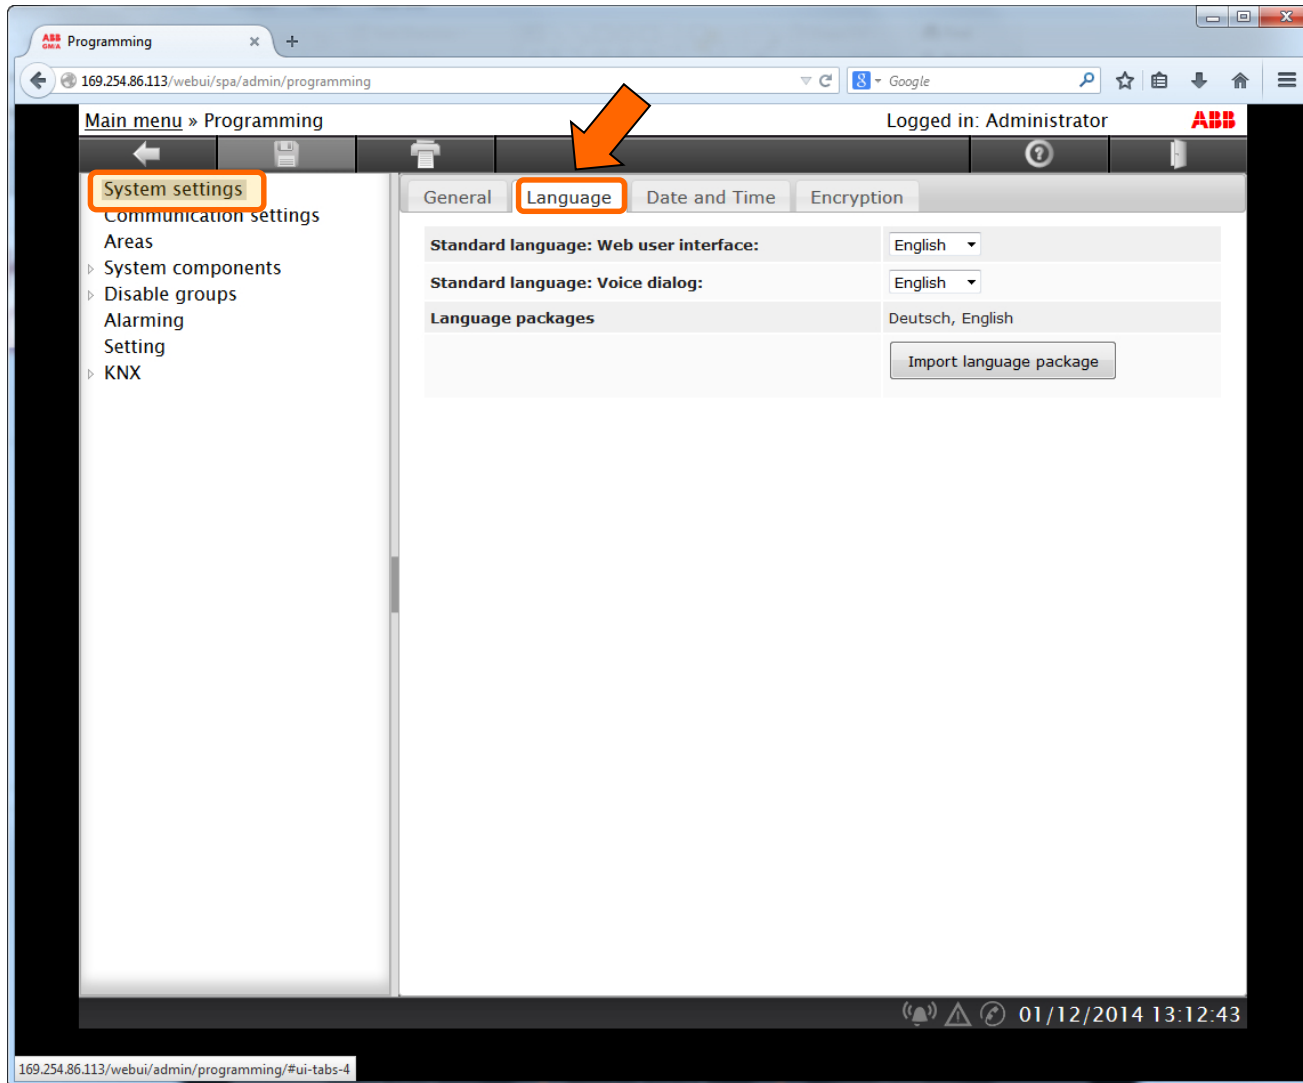 ABB GM/A Programming
169.254.86.113/webui/spa/admin/programming
8 Google
Main menu » Programming
Logged in: Administrator
ABB
System settings
Communication settings
Areas
System components
Disable groups
Alarming
Setting
KNX
General Language Date and Time Encryption
Standard language: Web user interface: English
Standard language: Voice dialog: English
Language packages Deutsch, English
Import language package
01/12/2014 13:12:43
169.254.86.113/webui/admin/programming/#ui-tabs-4